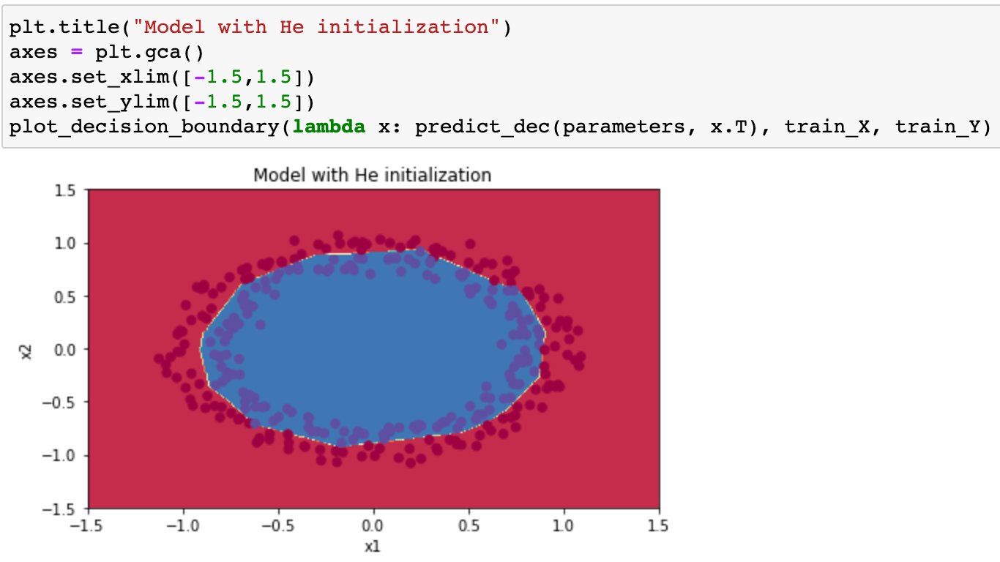 plt.title("Model with He initialization")
axes = plt.gca()
axes.set_xlim([-1.5,1.5])
axes.set_ylim([-1.5,1.5])
plot_decision_boundary(lambda x: predict_dec(parameters, x.T), train_X, train_Y)
Model with He initialization
1.5
1.0
0.5
0.0
−0.5
−1.0
−1.5
x2
−1.5 −1.0 −0.5 0.0 0.5 1.0 1.5
x1